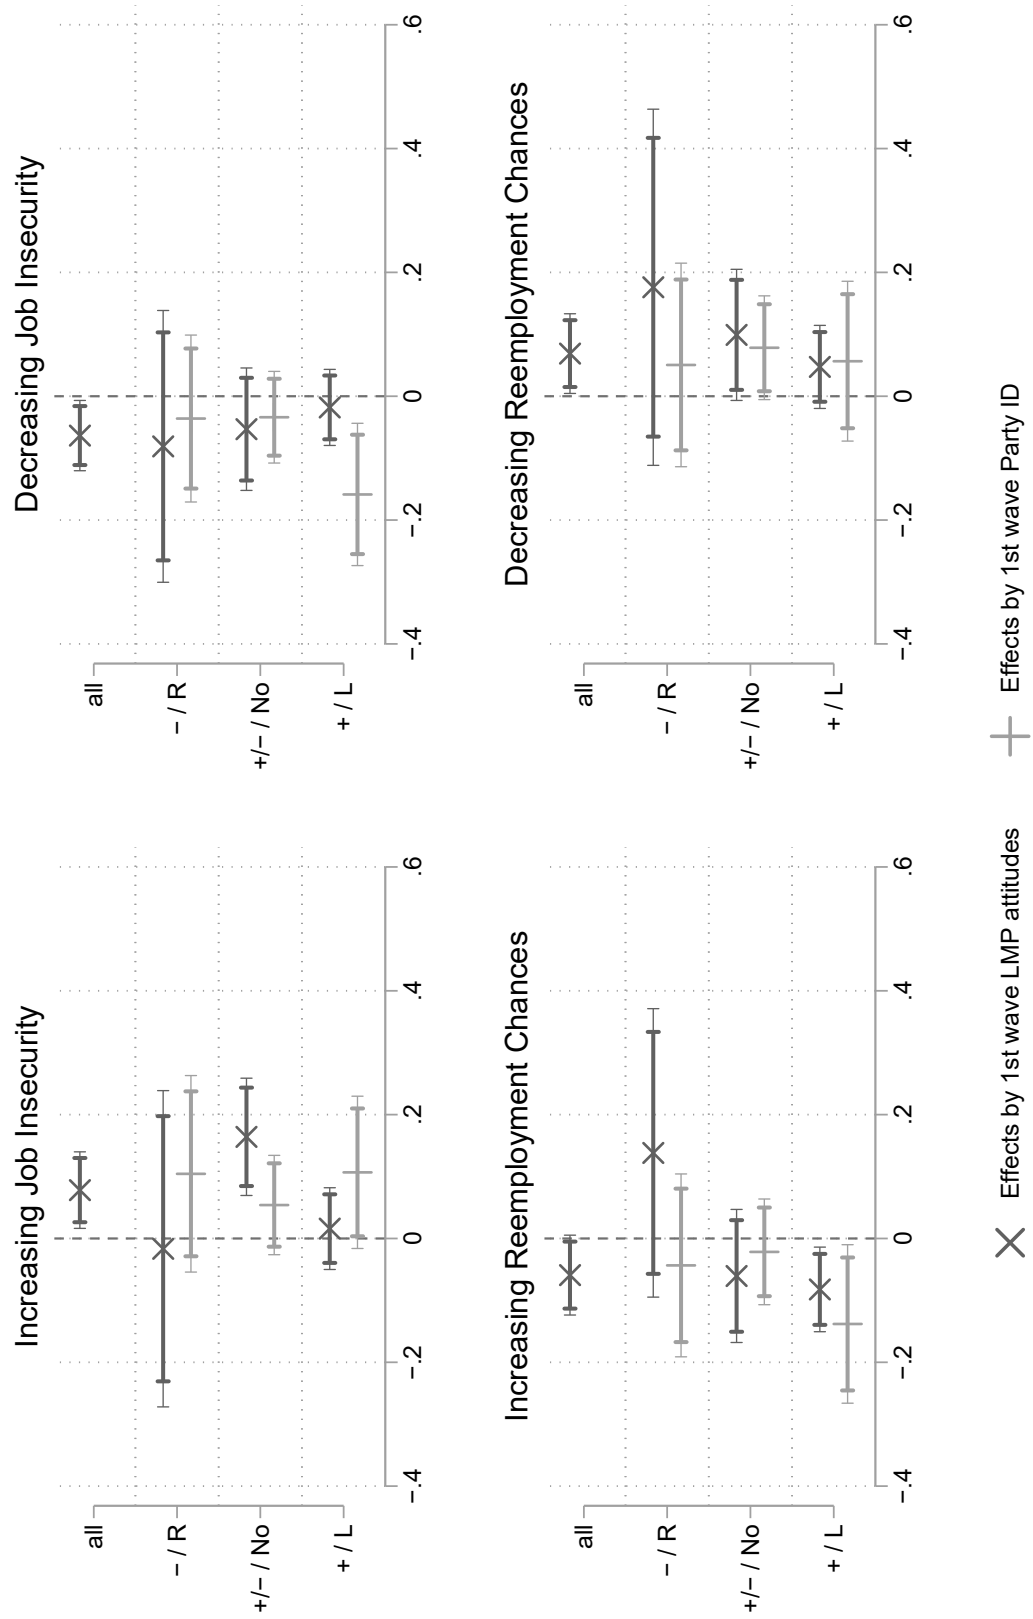 Increasing Job Insecurity
all
− / R
+/− / No
+ / L
−.4
−.2
0
.2
.4
.6
Decreasing Job Insecurity
all
− / R
+/− / No
+ / L
−.4
−.2
0
.2
.4
.6
Increasing Reemployment Chances
all
− / R
+/− / No
+ / L
−.4
−.2
0
.2
.4
.6
Decreasing Reemployment Chances
all
− / R
+/− / No
+ / L
−.4
−.2
0
.2
.4
.6
Effects by 1st wave LMP attitudes
Effects by 1st wave Party ID